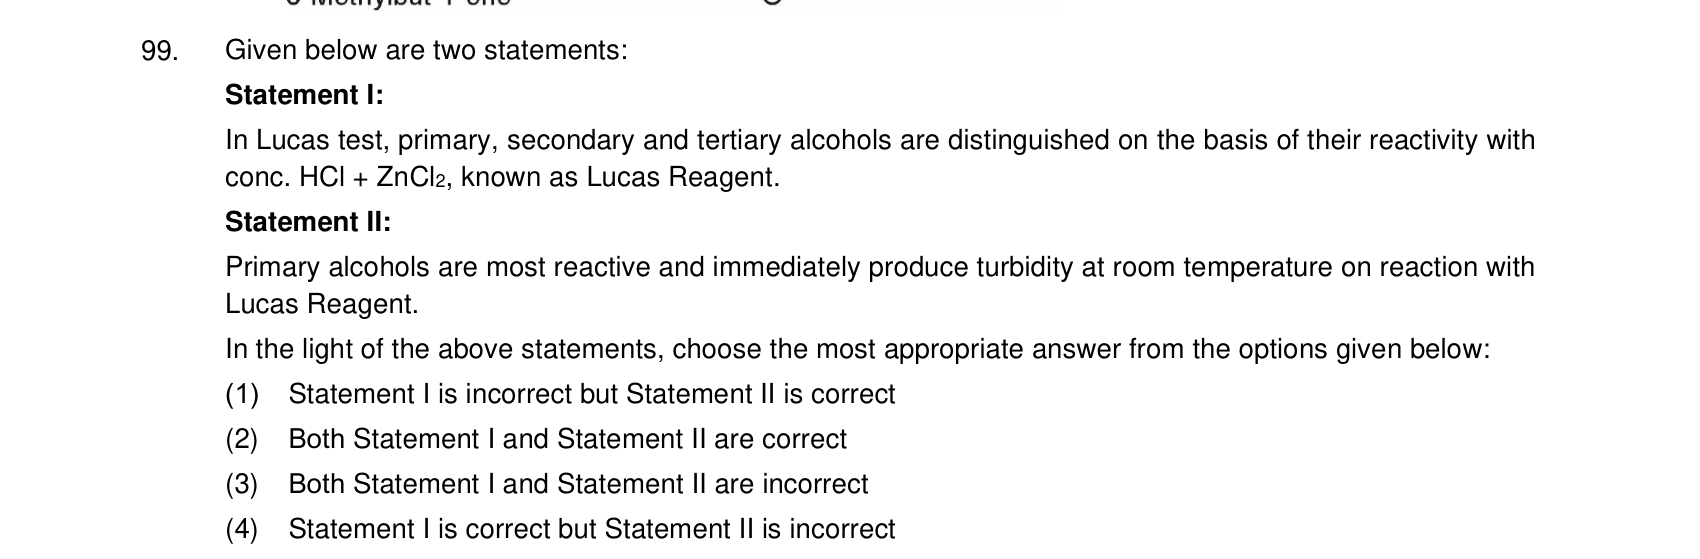 3-Methylbut-1-ene
99. Given below are two statements:
Statement I:
In Lucas test, primary, secondary and tertiary alcohols are distinguished on the basis of their reactivity with
conc. HCl + ZnCl₂, known as Lucas Reagent.
Statement II:
Primary alcohols are most reactive and immediately produce turbidity at room temperature on reaction with
Lucas Reagent.
In the light of the above statements, choose the most appropriate answer from the options given below:
(1) Statement I is incorrect but Statement II is correct
(2) Both Statement I and Statement II are correct
(3) Both Statement I and Statement II are incorrect
(4) Statement I is correct but Statement II is incorrect